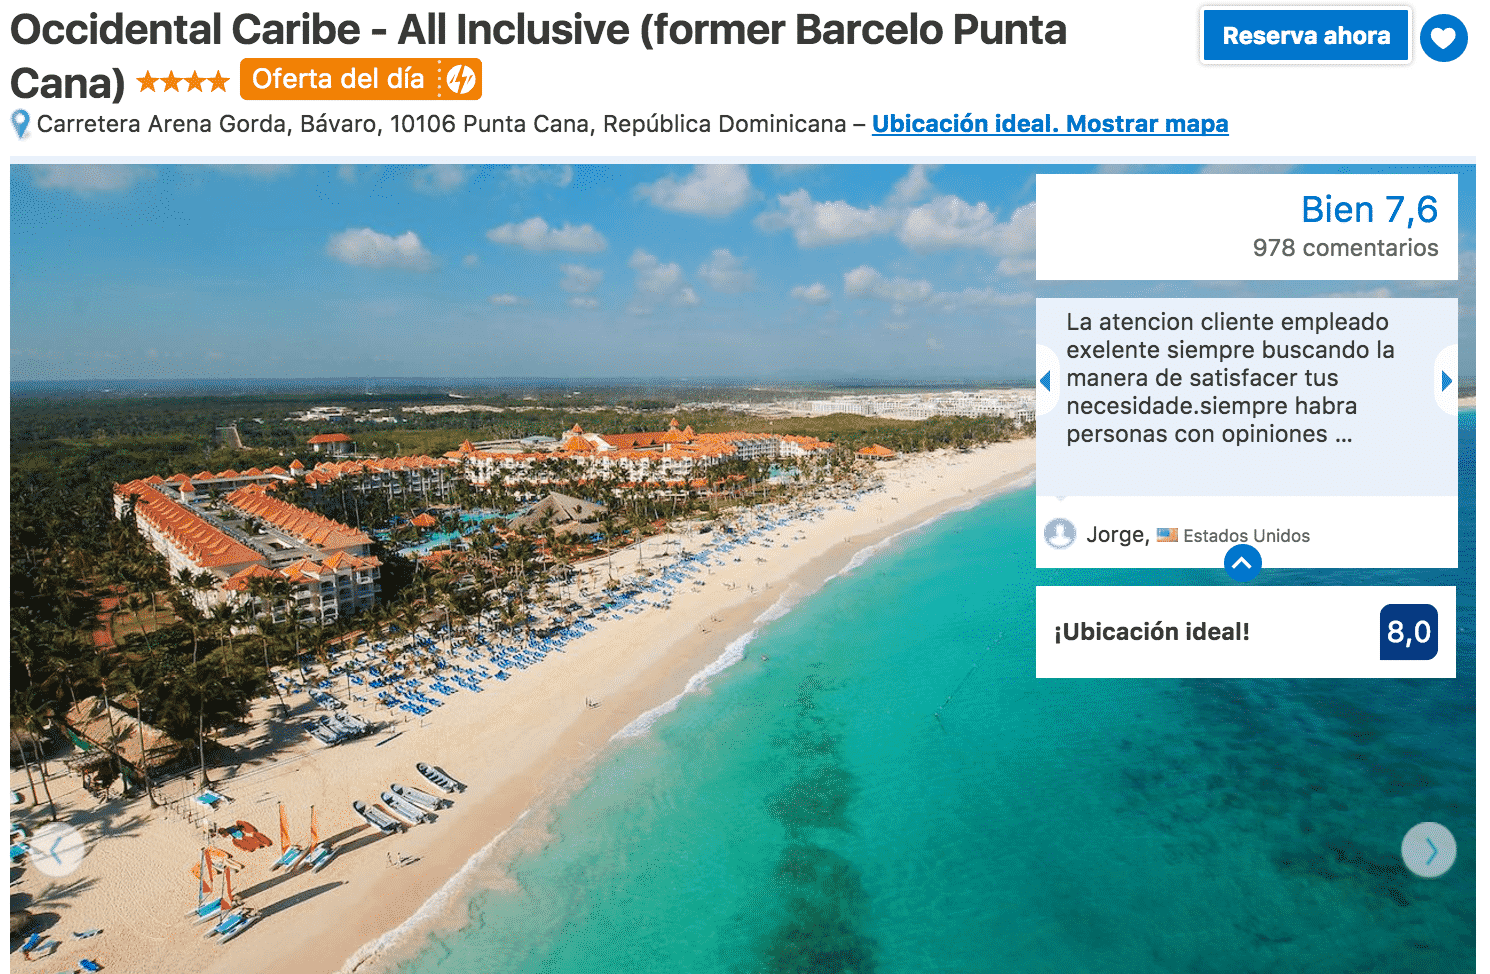 Occidental Caribe - All Inclusive (former Barcelo Punta
Cana)
Oferta del día
Reserva ahora
Carretera Arena Gorda, Bávaro, 10106 Punta Cana, República Dominicana – Ubicación ideal. Mostrar mapa
Bien 7,6
978 comentarios
La atencion cliente empleado
exelente siempre buscando la
manera de satisfacer tus
necesidade.siempre habra
personas con opiniones ...
Jorge, Estados Unidos
¡Ubicación ideal!
8,0